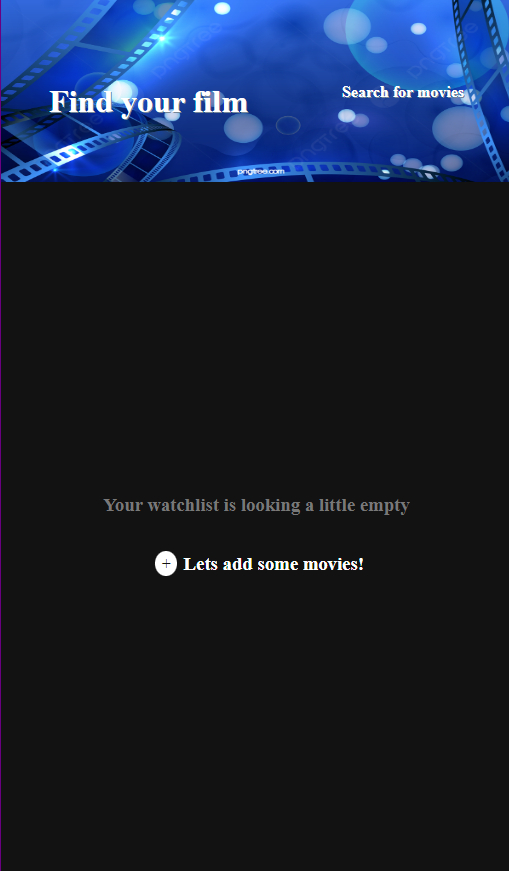 Find your film
Search for movies
pngtree.com
Your watchlist is looking a little empty
+ Lets add some movies!